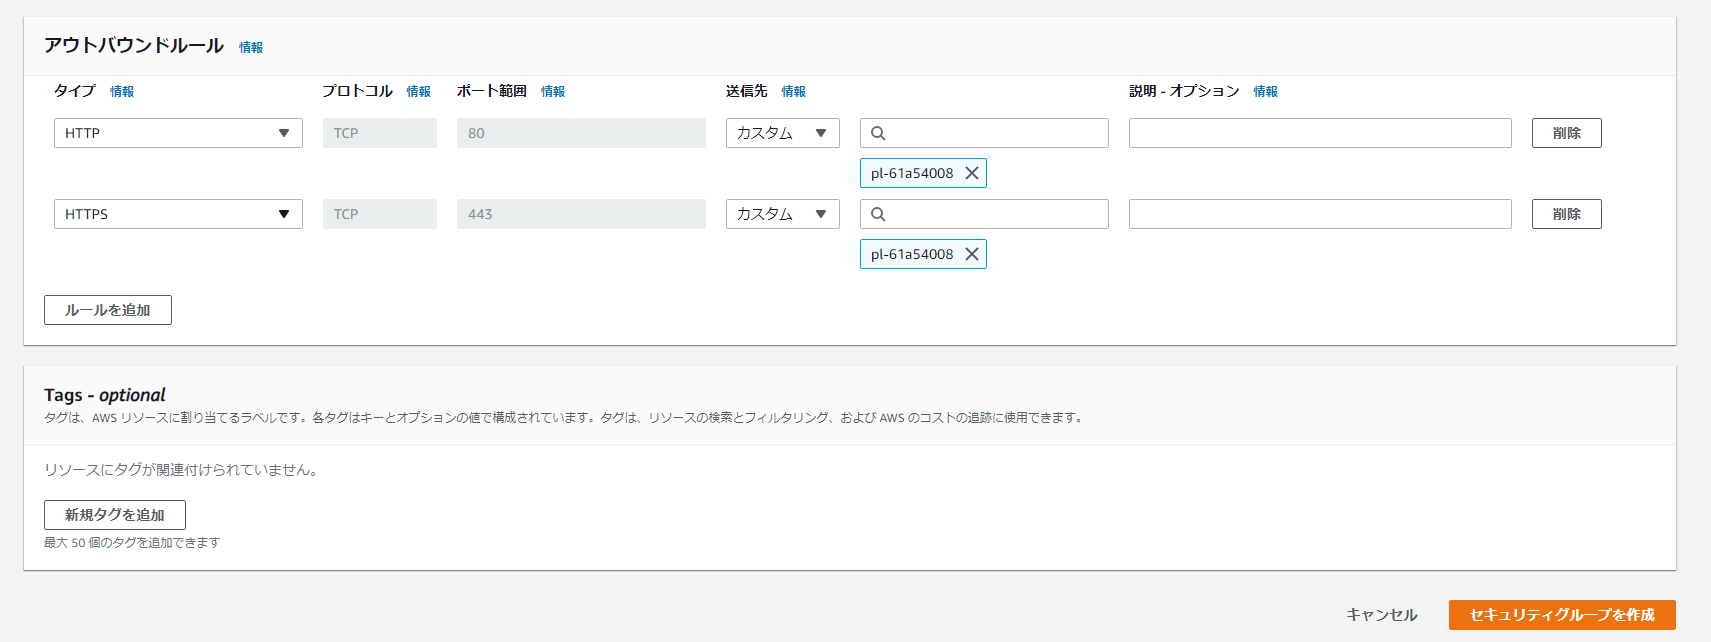 アウトバウンドルール 情報
タイプ 情報 プロトコル 情報 ポート範囲 情報 送信先 情報 説明 - オプション 情報
HTTP TCP 80 カスタム 削除
pl-61a54008
HTTPS TCP 443 カスタム 削除
pl-61a54008
ルールを追加
Tags - optional
タグは、AWS リソースに割り当てるラベルです。各タグはキーとオプションの値で構成されています。タグは、リソースの検索とフィルタリング、および AWS のコストの追跡に使用できます。
リソースにタグが関連付けられていません。
新規タグを追加
最大 50 個のタグを追加できます
キャンセル セキュリティグループを作成